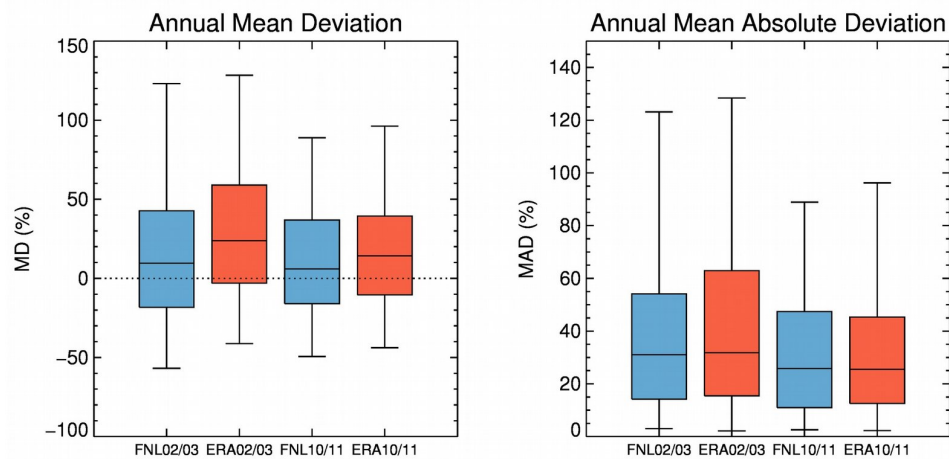 Annual Mean Deviation
MD (%)
150
100
50
0
−50
−100
FNL02/03 ERA02/03 FNL10/11 ERA10/11
Annual Mean Absolute Deviation
MAD (%)
140
120
100
80
60
40
20
0
FNL02/03 ERA02/03 FNL10/11 ERA10/11